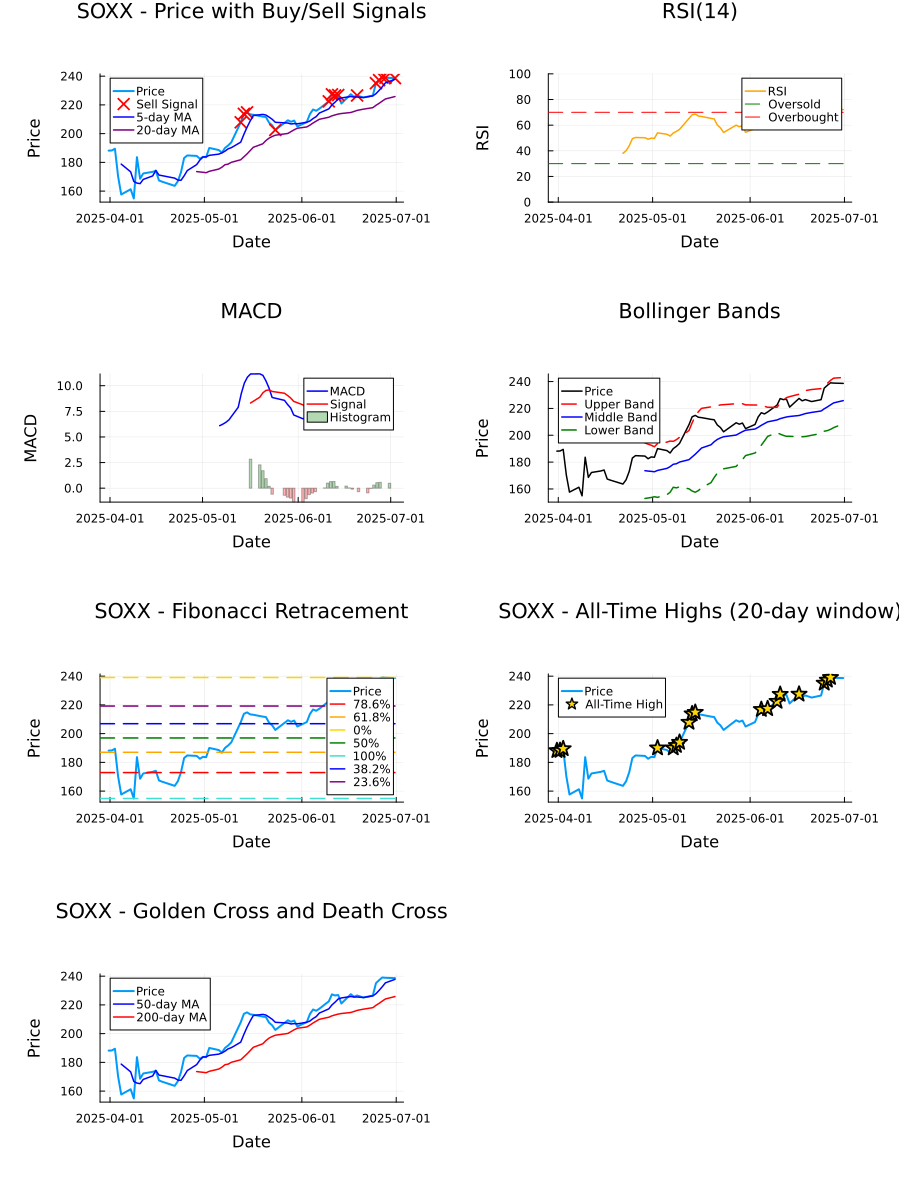 SOXX - Price with Buy/Sell Signals
240
220
200
180
160
Price
Price
Sell Signal
5-day MA
20-day MA
2025-04-01
2025-05-01
2025-06-01
2025-07-01
Date
RSI(14)
100
80
60
40
20
0
RSI
RSI
Oversold
Overbought
2025-04-01
2025-05-01
2025-06-01
2025-07-01
Date
MACD
10.0
7.5
5.0
2.5
0.0
MACD
MACD
Signal
Histogram
2025-04-01
2025-05-01
2025-06-01
2025-07-01
Date
Bollinger Bands
240
220
200
180
160
Price
Price
Upper Band
Middle Band
Lower Band
2025-04-01
2025-05-01
2025-06-01
2025-07-01
Date
SOXX - Fibonacci Retracement
240
220
200
180
160
Price
Price
78.6%
61.8%
0%
50%
100%
38.2%
23.6%
2025-04-01
2025-05-01
2025-06-01
2025-07-01
Date
SOXX - All-Time Highs (20-day window)
240
220
200
180
160
Price
Price
All-Time High
2025-04-01
2025-05-01
2025-06-01
2025-07-01
Date
SOXX - Golden Cross and Death Cross
240
220
200
180
160
Price
Price
50-day MA
200-day MA
2025-04-01
2025-05-01
2025-06-01
2025-07-01
Date